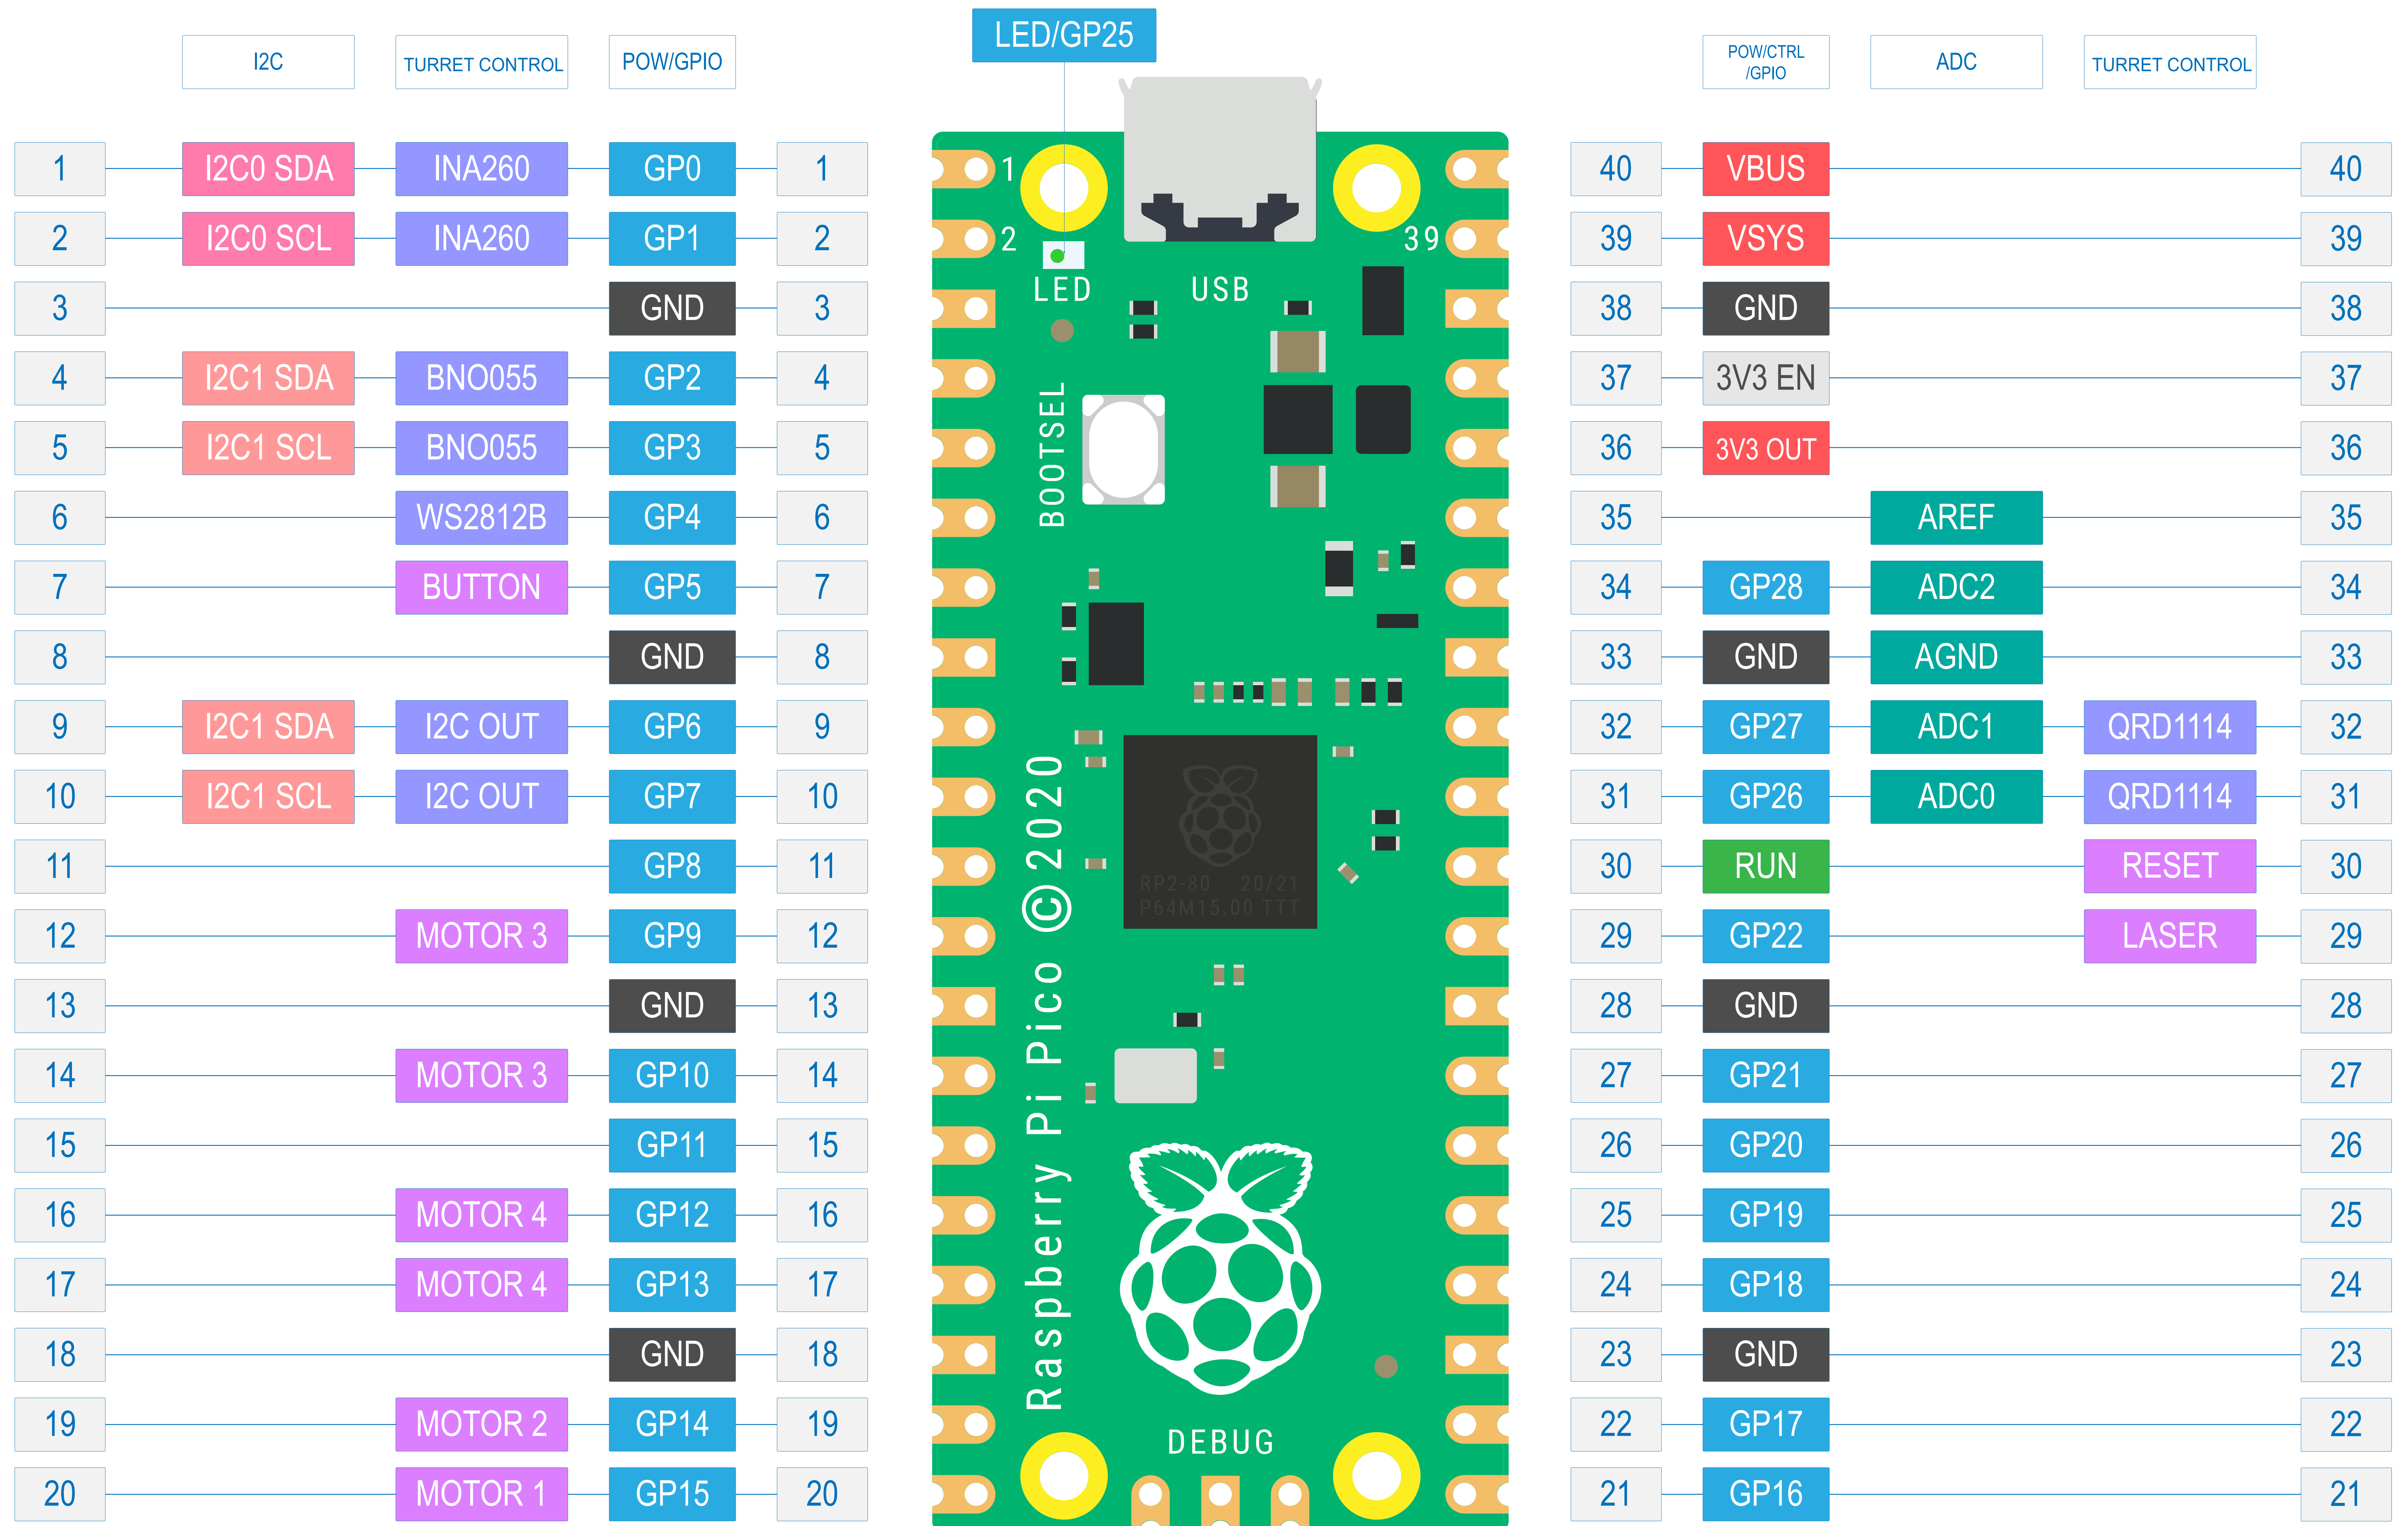 LED/GP25
I2C TURRET CONTROL POW/GPIO
POW/CTRL
/GPIO
ADC TURRET CONTROL
1 I2C0 SDA INA260 GP0 1
2 I2C0 SCL INA260 GP1 2
3 GND 3
4 I2C1 SDA BNO055 GP2 4
5 I2C1 SCL BNO055 GP3 5
6 WS2812B GP4 6
7 BUTTON GP5 7
8 GND 8
9 I2C1 SDA I2C OUT GP6 9
10 I2C1 SCL I2C OUT GP7 10
11 GP8 11
12 MOTOR 3 GP9 12
13 GND 13
14 MOTOR 3 GP10 14
15 GP11 15
16 MOTOR 4 GP12 16
17 MOTOR 4 GP13 17
18 GND 18
19 MOTOR 2 GP14 19
20 MOTOR 1 GP15 20
1
2
39
LED
USB
BOOTSEL
Raspberry Pi Pico ©2020
RP2-80 20/21
P64M15.00 TTT
DEBUG
40 VBUS 40
39 VSYS 39
38 GND 38
37 3V3 EN 37
36 3V3 OUT 36
35 AREF 35
34 GP28 ADC2 34
33 GND AGND 33
32 GP27 ADC1 QRD1114 32
31 GP26 ADC0 QRD1114 31
30 RUN RESET 30
29 GP22 LASER 29
28 GND 28
27 GP21 27
26 GP20 26
25 GP19 25
24 GP18 24
23 GND 23
22 GP17 22
21 GP16 21